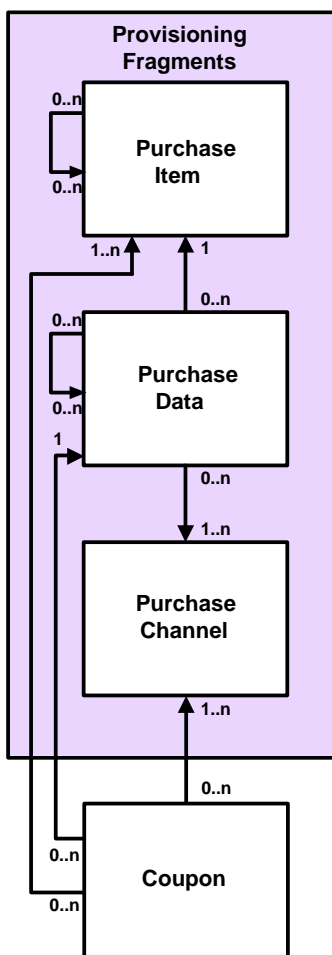 Provisioning
Fragments
0..n
Purchase
Item
0..n
1..n
1
0..n
0..n
Purchase
Data
0..n
1
0..n
1..n
Purchase
Channel
1..n
0..n
Coupon
0..n
0..n